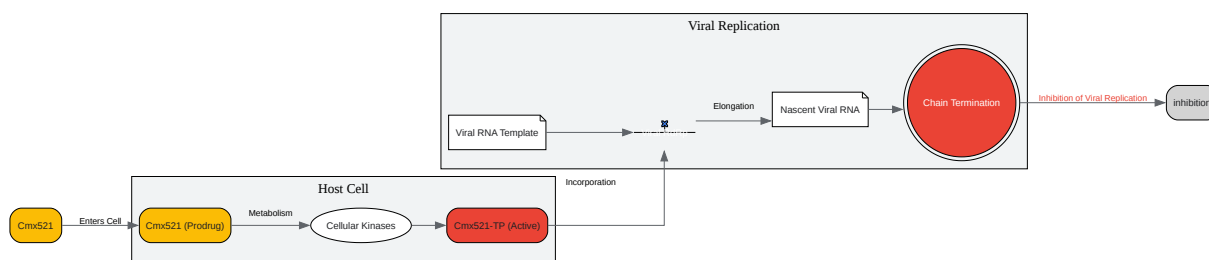 Viral Replication
Elongation
Nascent Viral RNA
Chain Termination
Inhibition of Viral Replication
inhibition
Viral RNA Template
Incorporation
Host Cell
Cmx521
Enters Cell
Cmx521 (Prodrug)
Metabolism
Cellular Kinases
Cmx521-TP (Active)